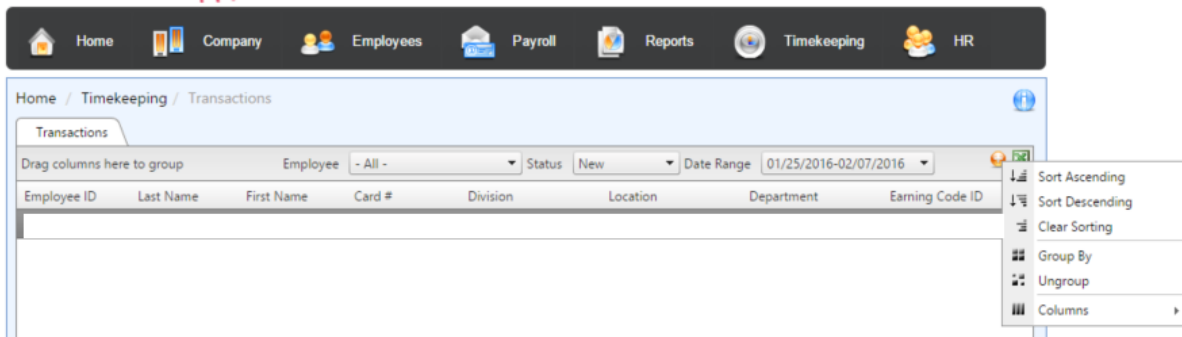 Home Company Employees Payroll Reports Timekeeping HR
Home / Timekeeping / Transactions
Transactions
Drag columns here to group Employee - All - Status New Date Range 01/25/2016-02/07/2016
Employee ID Last Name First Name Card # Division Location Department Earning Code ID
Sort Ascending
Sort Descending
Clear Sorting
Group By
Ungroup
Columns